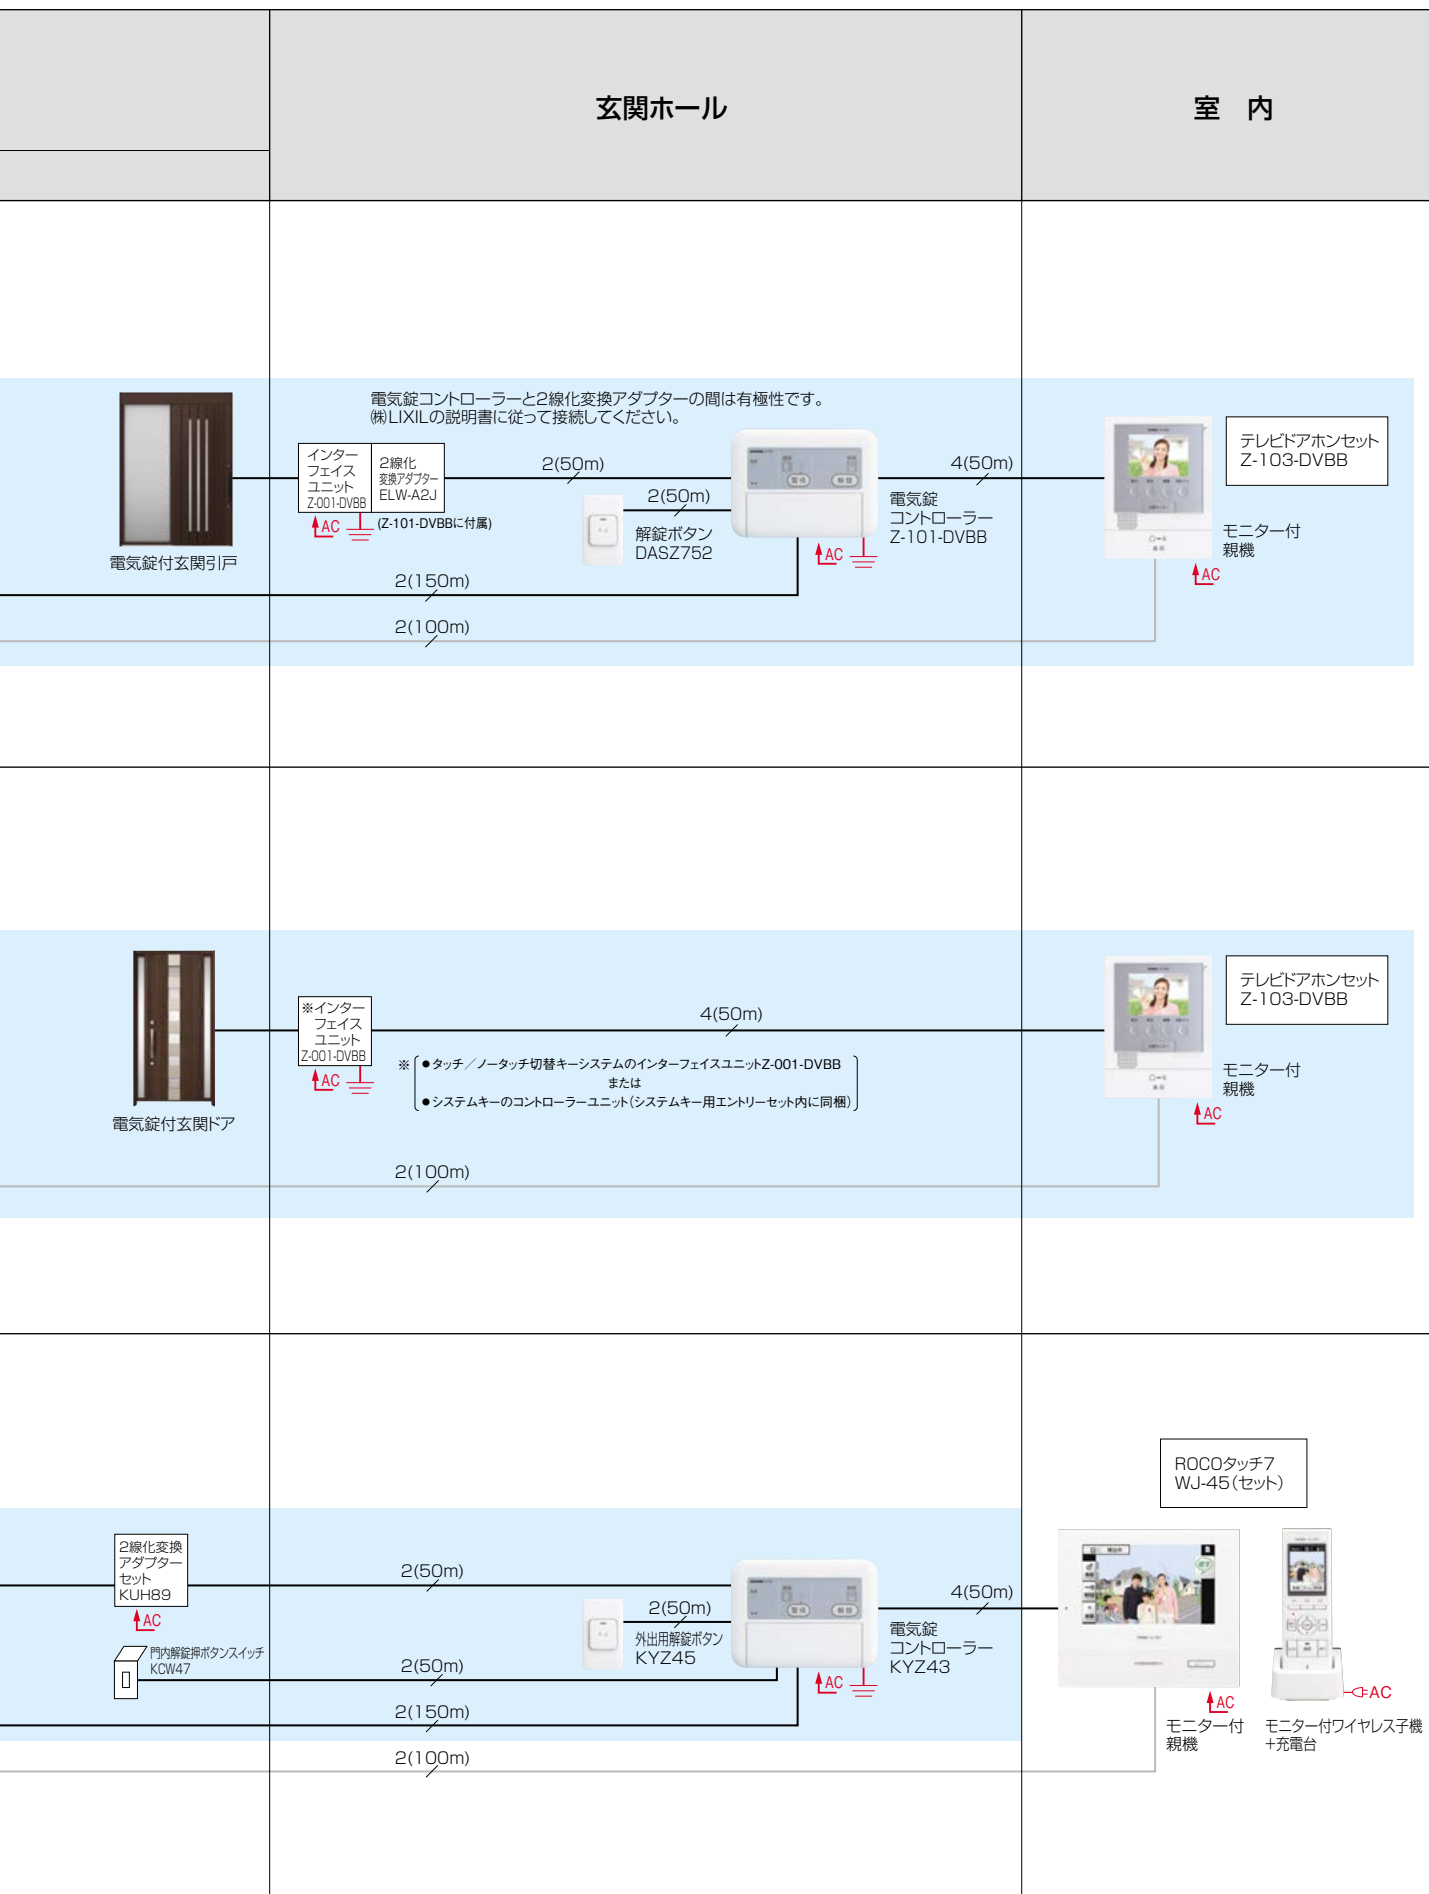 玄関ホール
室　内
電気錠コントローラーと2線化変換アダプターの間は有極性です。
㈱LIXILの説明書に従って接続してください。
インター
フェイス
ユニット
Z-001-DVBB
2線化
変換アダプター
ELW-A2J
(Z-101-DVBBに付属)
AC
2(50m)
2(50m)
解錠ボタン
DASZ752
AC
電気錠
コントローラー
Z-101-DVBB
4(50m)
テレビドアホンセット
Z-103-DVBB
モニター付
親機
AC
電気錠付玄関引戸
2(150m)
2(100m)
※インター
フェイス
ユニット
Z-001-DVBB
AC
4(50m)
※
●タッチ／ノータッチ切替キーシステムのインターフェイスユニットZ-001-DVBB
または
●システムキーのコントローラーユニット(システムキー用エントリーセット内に同梱)
テレビドアホンセット
Z-103-DVBB
モニター付
親機
AC
電気錠付玄関ドア
2(100m)
ROCOタッチ7
WJ-45(セット)
2線化変換
アダプター
セット
KUH89
AC
2(50m)
2(50m)
外出用解錠ボタン
KYZ45
AC
電気錠
コントローラー
KYZ43
4(50m)
門内解錠押ボタンスイッチ
KCW47
2(50m)
2(150m)
2(100m)
AC
モニター付
親機
AC
モニター付ワイヤレス子機
+充電台